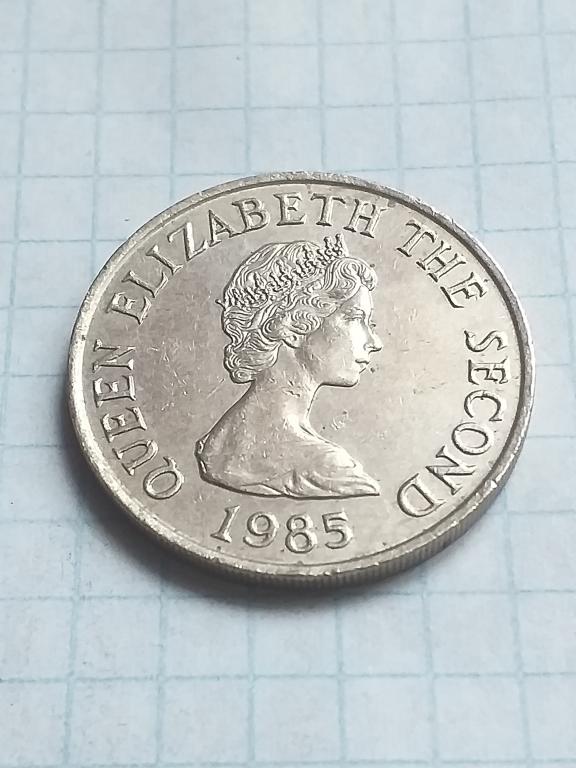 QUEEN ELIZABETH THE SECOND
1985